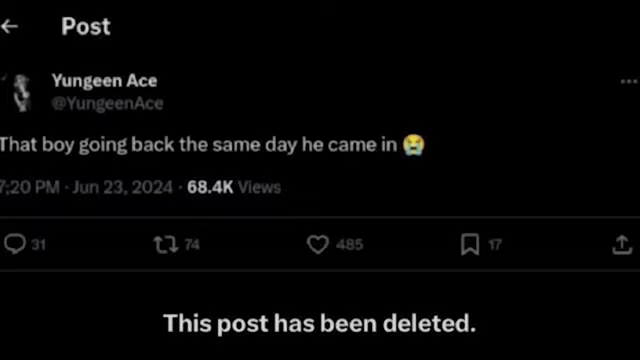 Post
Yungeen Ace
@YungeenAce
That boy going back the same day he came in 😭
7:20 PM · Jun 23, 2024 · 68.4K Views
31 74 485 17
This post has been deleted.